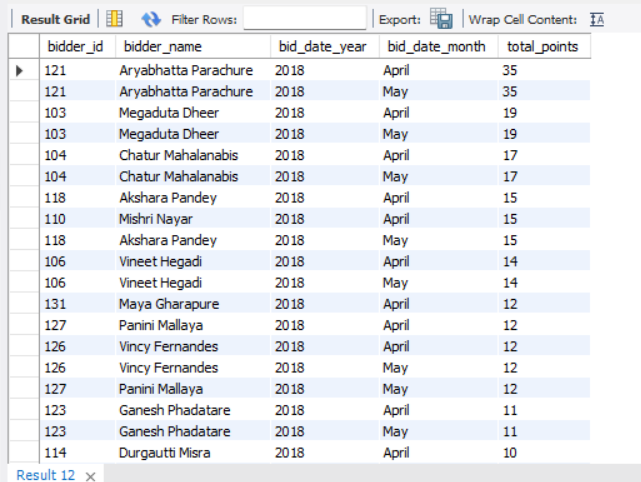 Result Grid Filter Rows: Export: Wrap Cell Content: IA
bidder_id bidder_name bid_date_year bid_date_month total_points
121 Aryabhatta Parachure 2018 April 35
121 Aryabhatta Parachure 2018 May 35
103 Megaduta Dheer 2018 April 19
103 Megaduta Dheer 2018 May 19
104 Chatur Mahalanabis 2018 April 17
104 Chatur Mahalanabis 2018 May 17
118 Akshara Pandey 2018 April 15
110 Mishri Nayar 2018 April 15
118 Akshara Pandey 2018 May 15
106 Vineet Hegadi 2018 April 14
106 Vineet Hegadi 2018 May 14
131 Maya Gharapure 2018 April 12
127 Panini Mallaya 2018 April 12
126 Vincy Fernandes 2018 April 12
126 Vincy Fernandes 2018 May 12
127 Panini Mallaya 2018 May 12
123 Ganesh Phadatare 2018 April 11
123 Ganesh Phadatare 2018 May 11
114 Durgautti Misra 2018 April 10
Result 12